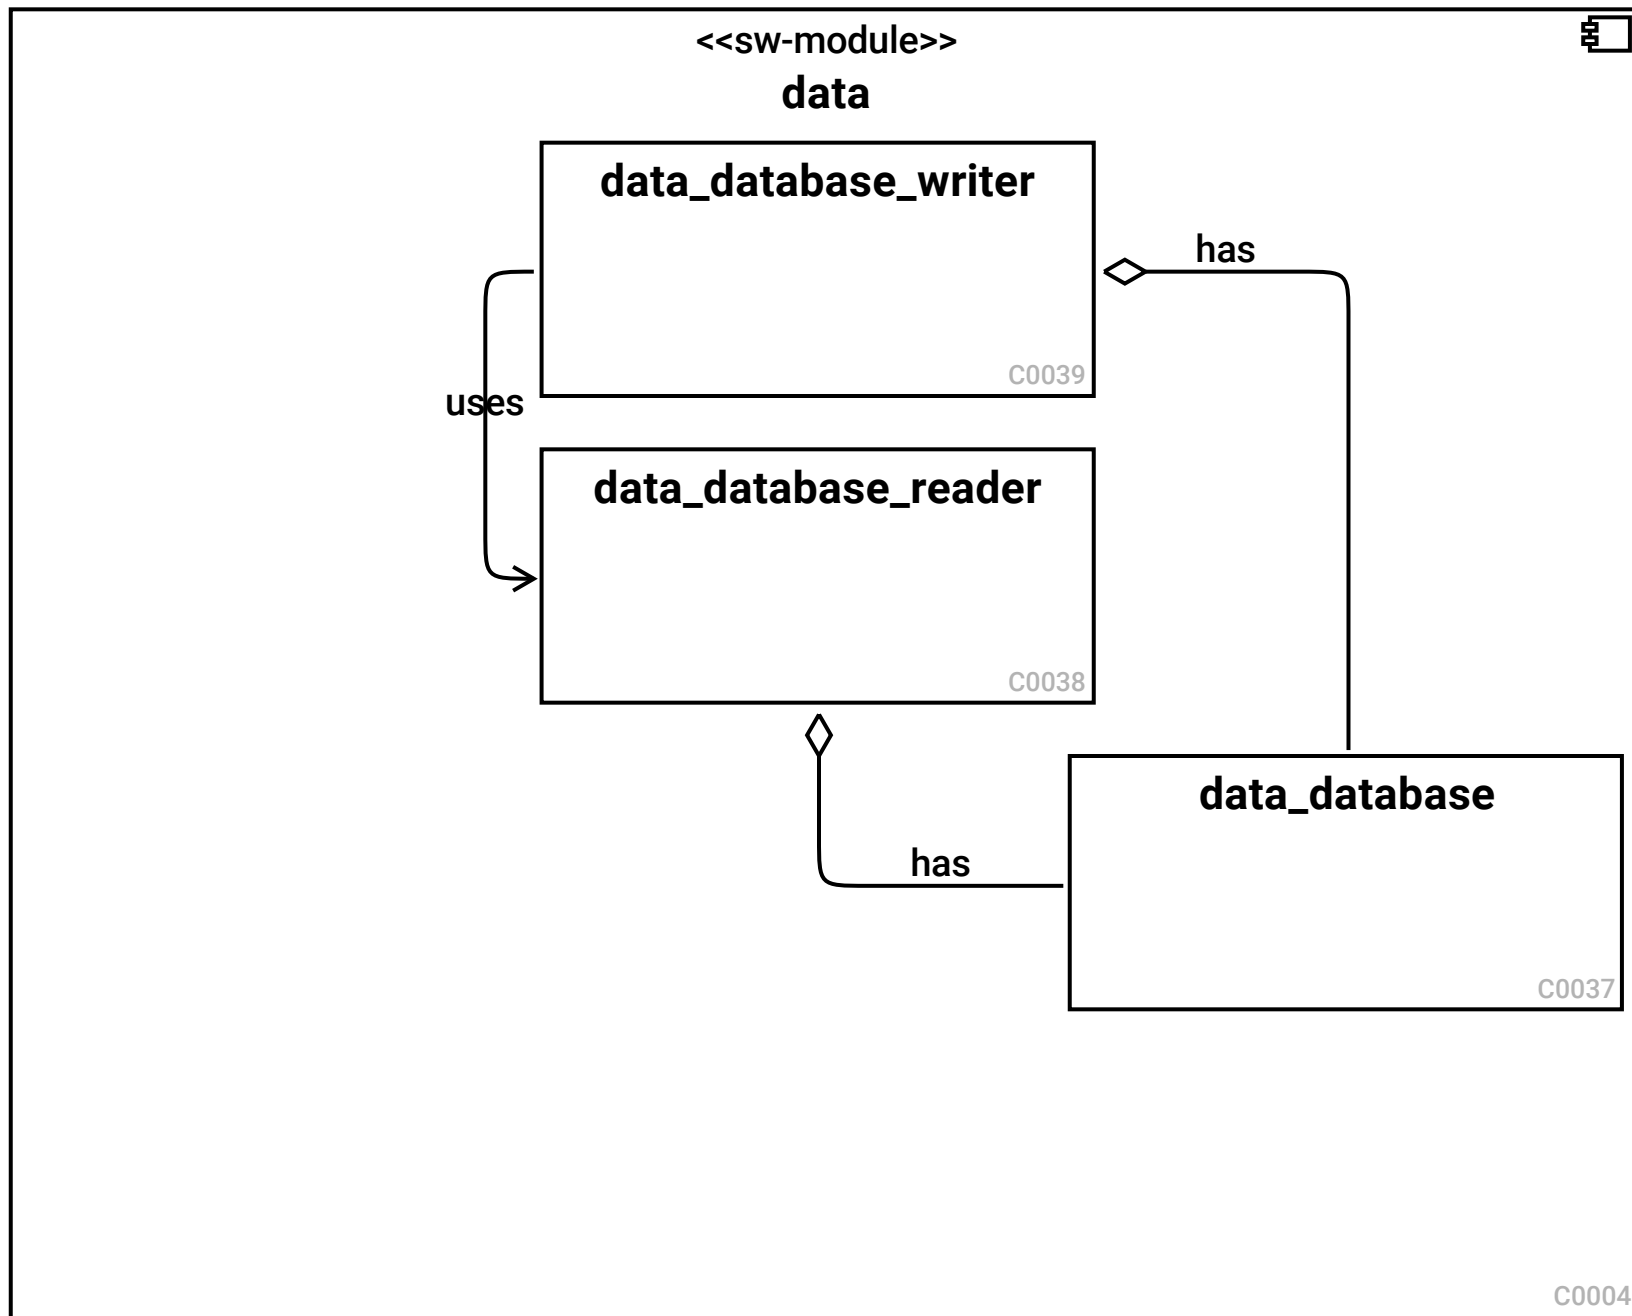 <<sw-module>>
data
data_database_writer
has
C0039
uses
data_database_reader
C0038
data_database
has
C0037
C0004